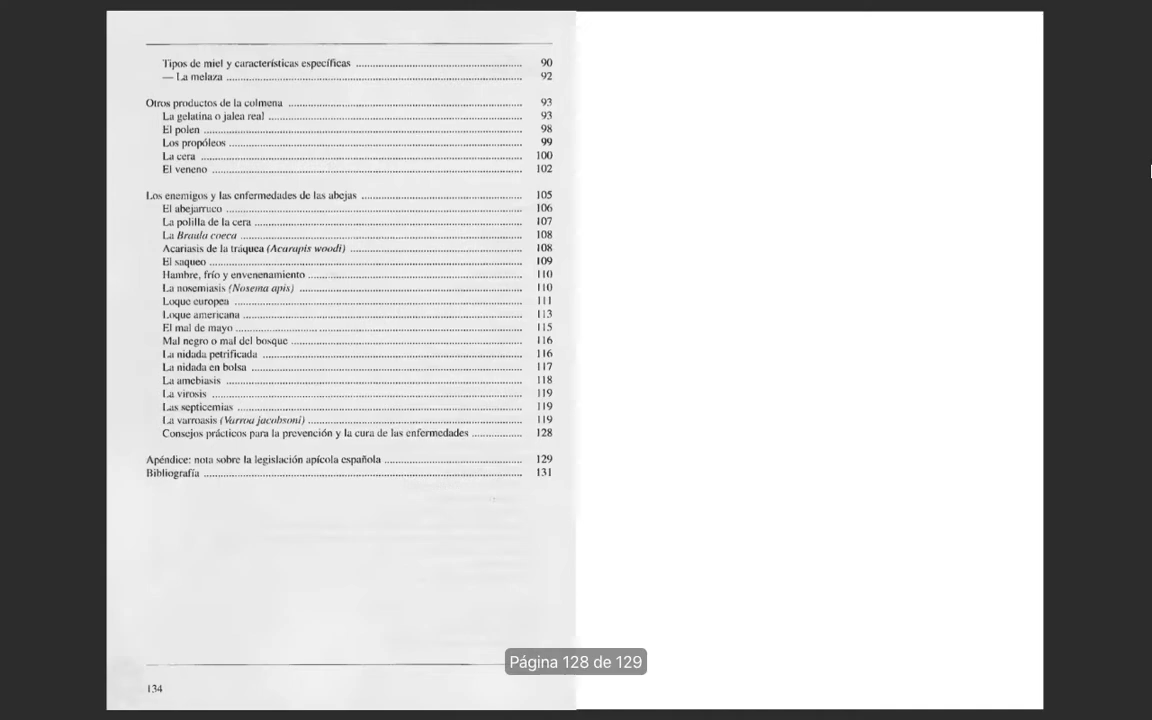 Tipos de miel y características específicas ........ 90
— La melaza ........ 92
Otros productos de la colmena ........ 93
La gelatina o jalea real ........ 93
El polen ........ 98
Los propóleos ........ 99
La cera ........ 100
El veneno ........ 102
Los enemigos y las enfermedades de las abejas ........ 105
El abejarruco ........ 106
La polilla de la cera ........ 107
La Braula coeca ........ 108
Acariasis de la tráquea (Acarapis woodi) ........ 108
El saqueo ........ 109
Hambre, frío y envenenamiento ........ 110
La nosemiasis (Nosema apis) ........ 110
Loque europea ........ 111
Loque americana ........ 113
El mal de mayo ........ 115
Mal negro o mal del bosque ........ 116
La nidada petrificada ........ 116
La nidada en bolsa ........ 117
La amebiasis ........ 118
La virosis ........ 119
Las septicemias ........ 119
La varroasis (Varroa jacobsoni) ........ 119
Consejos prácticos para la prevención y la cura de las enfermedades ........ 128
Apéndice: nota sobre la legislación apícola española ........ 129
Bibliografía ........ 131
Página 128 de 129
134